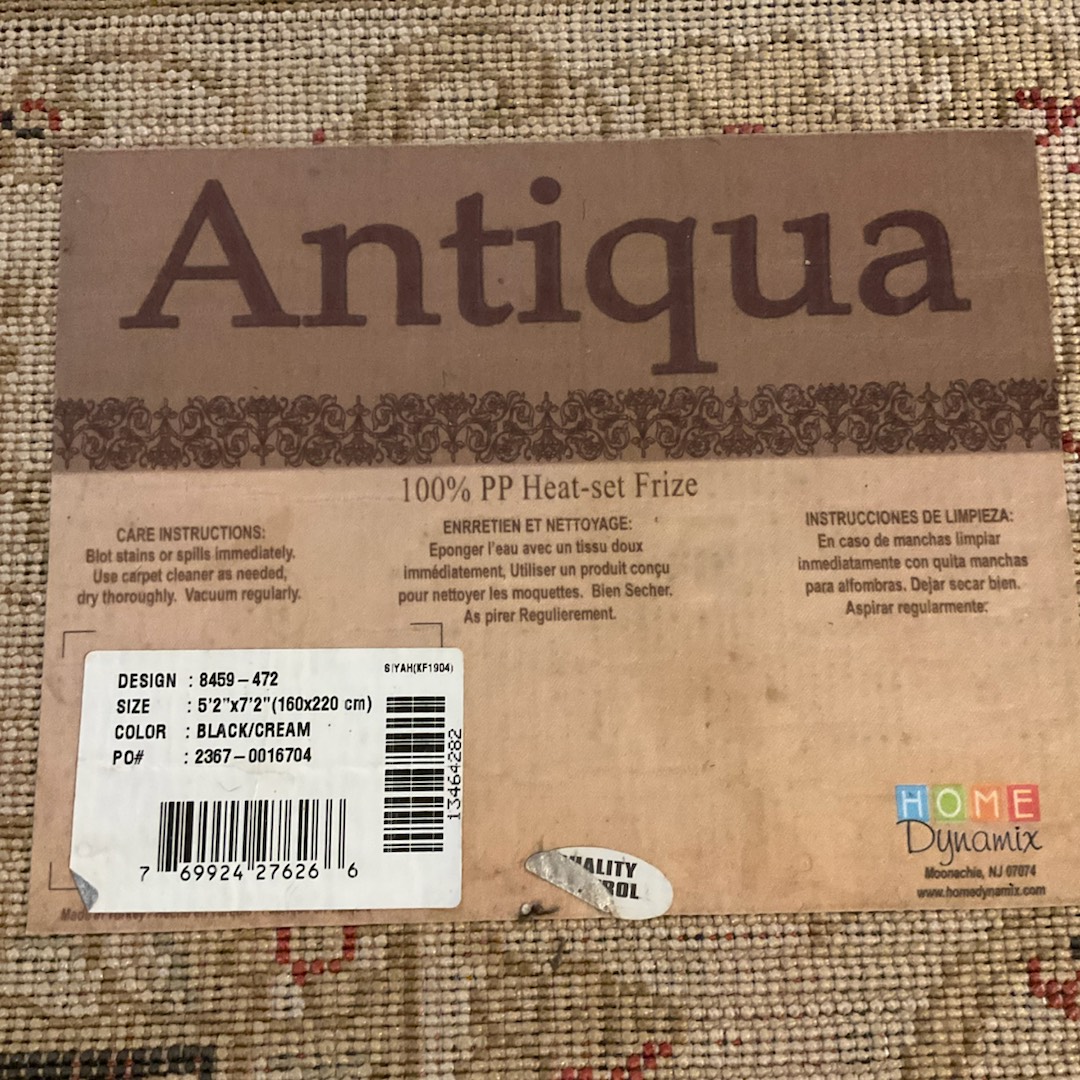 Antiqua
100% PP Heat-set Frize
CARE INSTRUCTIONS:
Blot stains or spills immediately.
Use carpet cleaner as needed,
dry thoroughly. Vacuum regularly.
ENRRETIEN ET NETTOYAGE:
Eponger l'eau avec un tissu doux
immédiatement, Utiliser un produit conçu
pour nettoyer les moquettes. Bien Secher.
As pirer Regulierement.
INSTRUCCIONES DE LIMPIEZA:
En caso de manchas limpiar
inmediatamente con quita manchas
para alfombras. Dejar secar bien.
Aspirar regularmente.
SIYAH(KF1904)
DESIGN : 8459-472
SIZE : 5'2"x7'2"(160x220 cm)
COLOR : BLACK/CREAM
PO# : 2367-0016704
13464282
7 69924 27626 6
HOME
Dynamix
Moonachie, NJ 07074
www.homedynamix.com